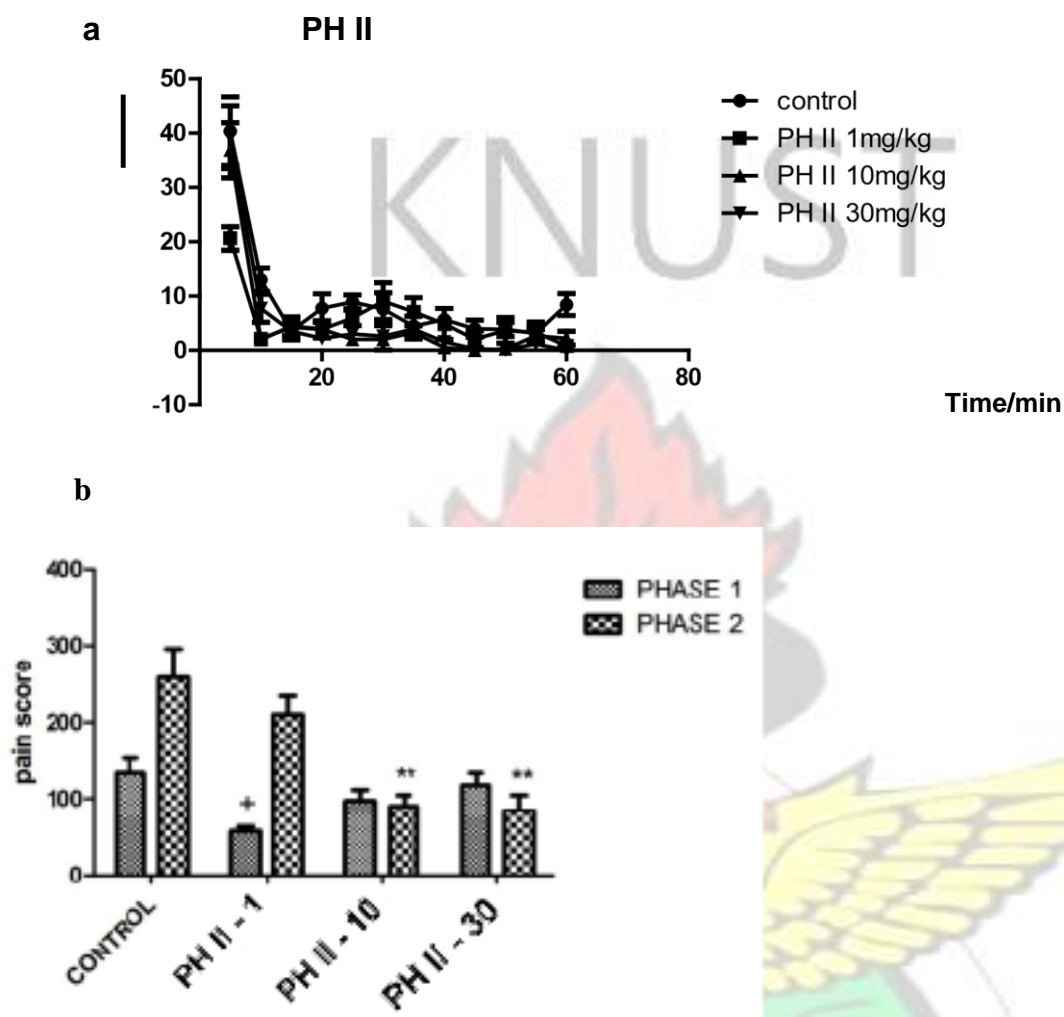 a PH II
50
40
30
20
10
0
-10
20 40 60 80
Time/min
control
PH II 1mg/kg
PH II 10mg/kg
PH II 30mg/kg
KNUST
b
400
300
200
100
0
pain score
PHASE 1
PHASE 2
+
**
**
CONTROL
PH II - 1
PH II - 10
PH II - 30